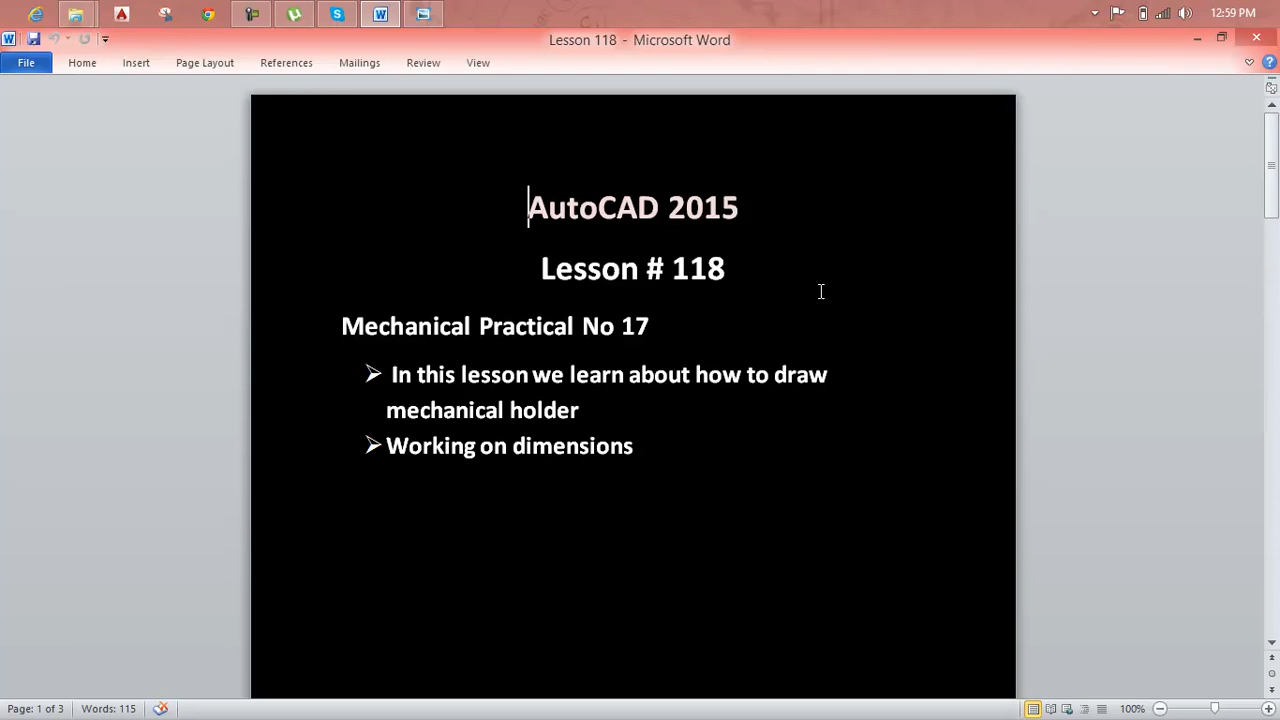 12:59 PM
Lesson 118 - Microsoft Word
File Home Insert Page Layout References Mailings Review View
AutoCAD 2015
Lesson # 118
Mechanical Practical No 17
In this lesson we learn about how to draw
mechanical holder
Working on dimensions
Page: 1 of 3 Words: 115 100%